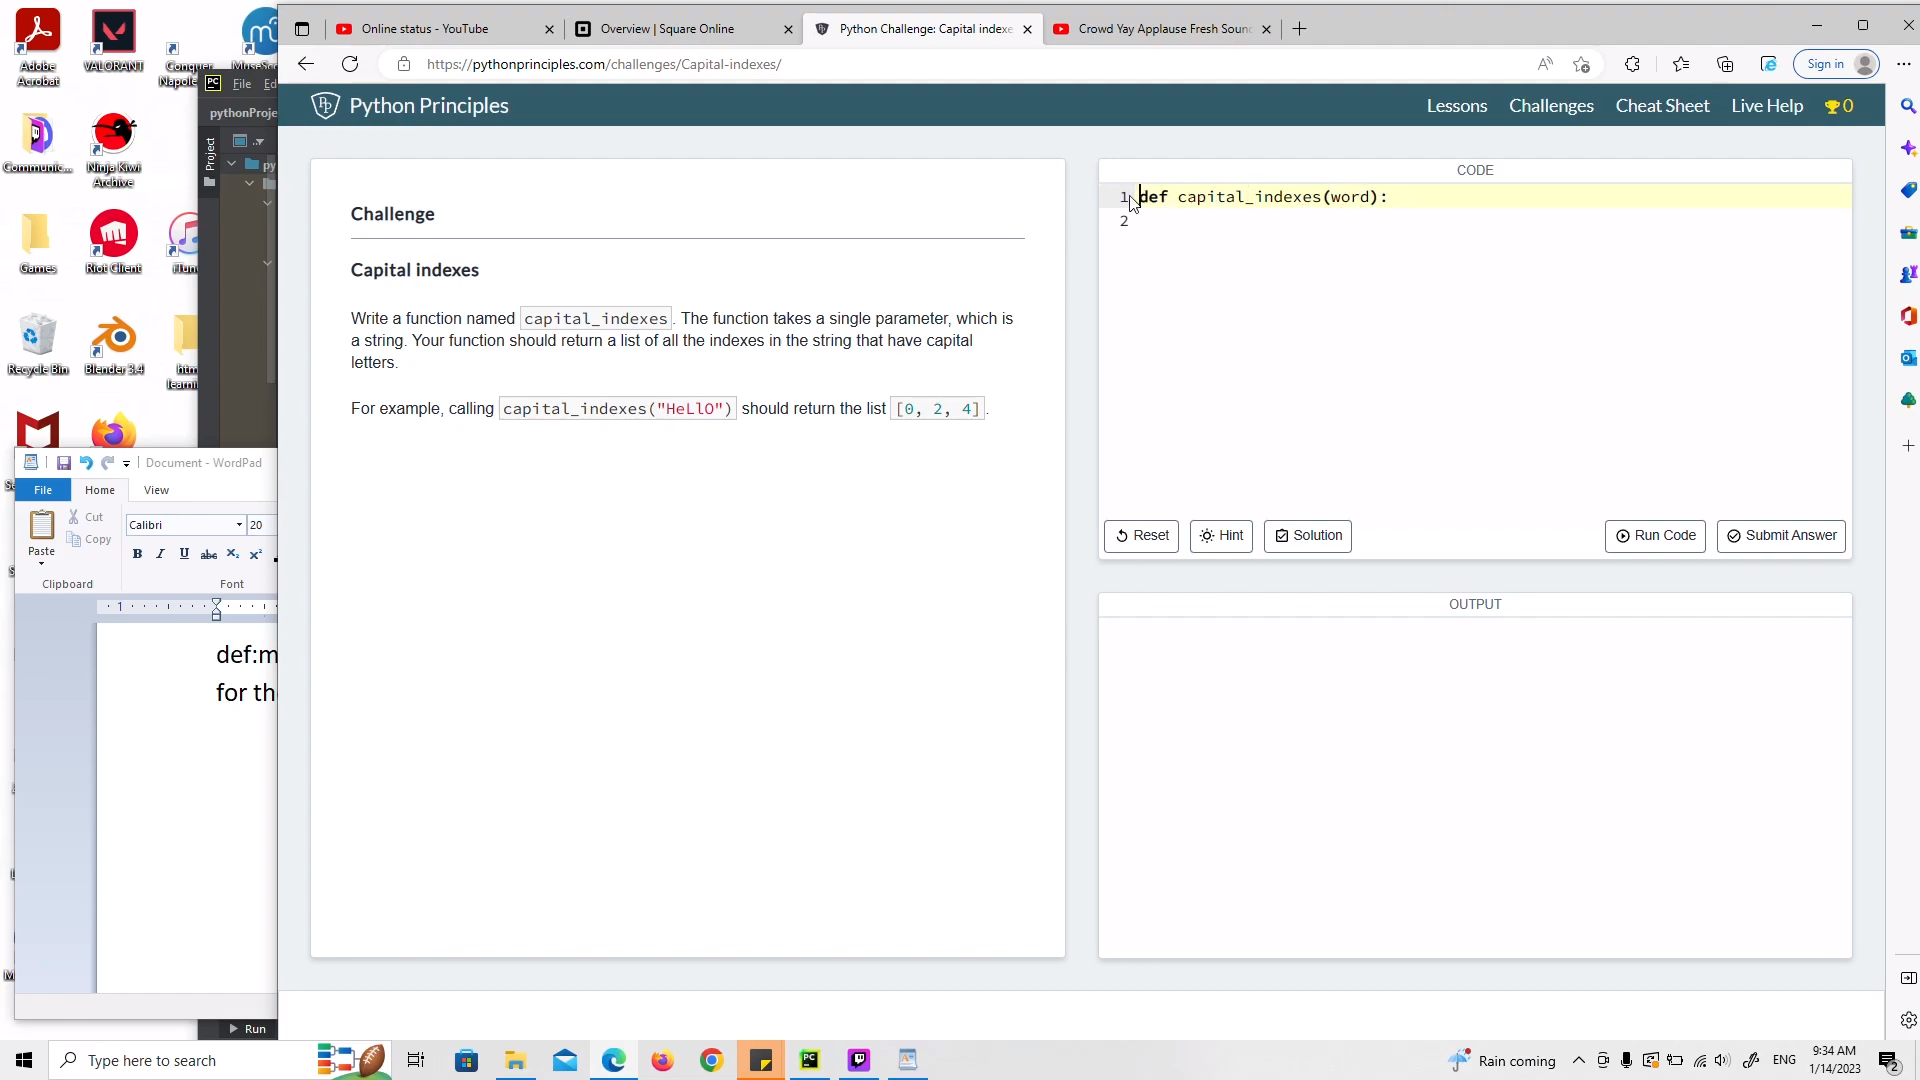 Online status - YouTube
Overview | Square Online
Python Challenge: Capital indexe
Crowd Yay Applause Fresh Soun
https://pythonprinciples.com/challenges/Capital-indexes/
Sign in
Python Principles
Lessons
Challenges
Cheat Sheet
Live Help
0
Challenge
Capital indexes
Write a function named capital_indexes. The function takes a single parameter, which is
a string. Your function should return a list of all the indexes in the string that have capital
letters.
For example, calling capital_indexes("HeLlO") should return the list [0, 2, 4].
CODE
1 def capital_indexes(word):
2
Reset
Hint
Solution
Run Code
Submit Answer
OUTPUT
Adobe
Acrobat
VALORANT
Conquer
Napole
MuseScor
Communic...
Ninja Kiwi
Archive
Games
Riot Client
iTun
Recycle Bin
Blender 3.4
htm
learni
PC
File
Ed
pythonProje
Project
py
Document - WordPad
File
Home
View
Paste
Cut
Copy
Clipboard
Calibri
20
B I U abc X₂ X²
Font
1
def:m
for the
Run
Type here to search
Rain coming
ENG
9:34 AM
1/14/2023
2